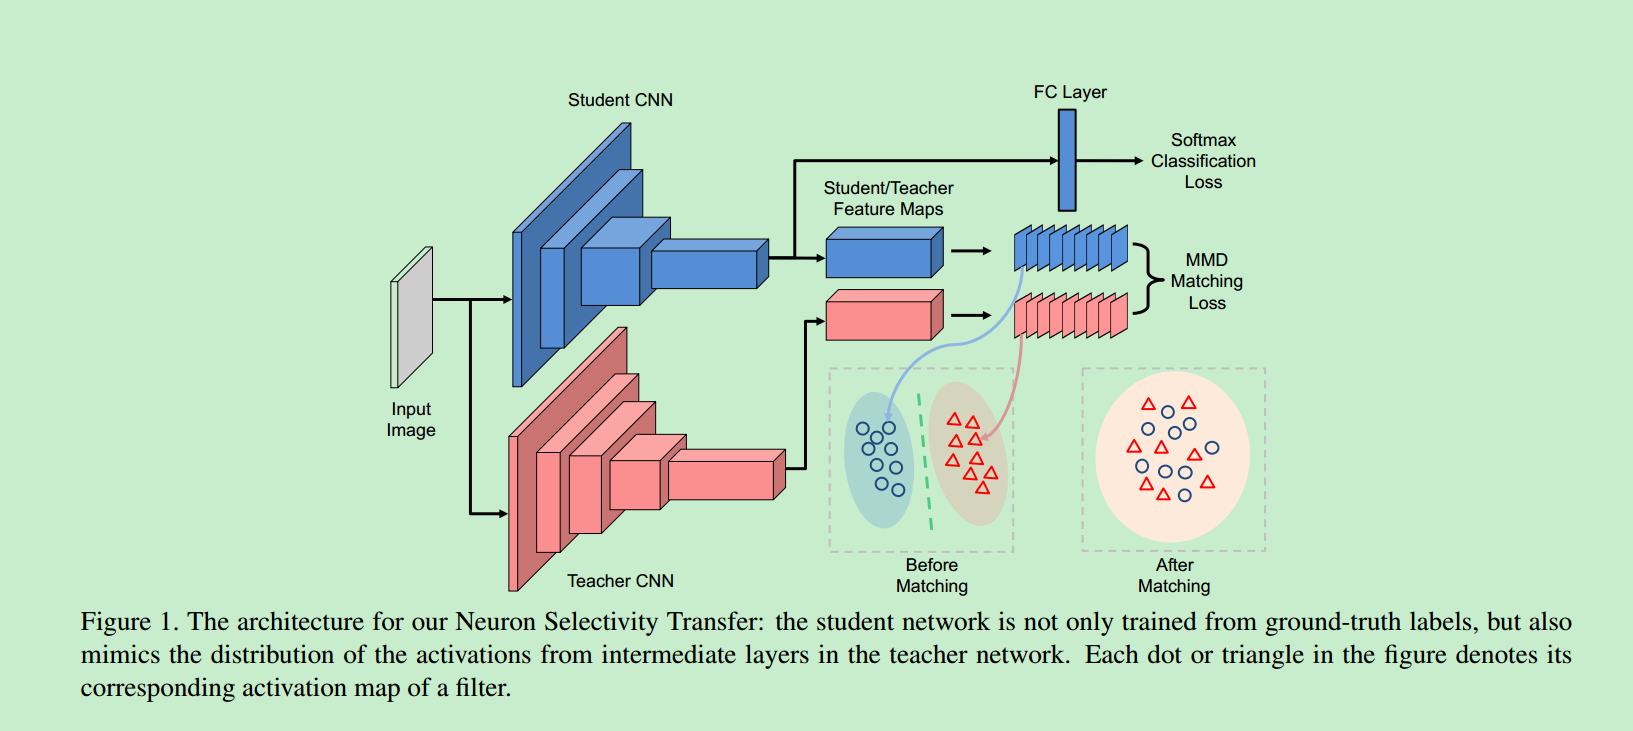 Student CNN
FC Layer
Softmax
Classification
Loss
Student/Teacher
Feature Maps
MMD
Matching
Loss
Input
Image
Teacher CNN
Before
Matching
After
Matching
Figure 1. The architecture for our Neuron Selectivity Transfer: the student network is not only trained from ground-truth labels, but also
mimics the distribution of the activations from intermediate layers in the teacher network. Each dot or triangle in the figure denotes its
corresponding activation map of a filter.